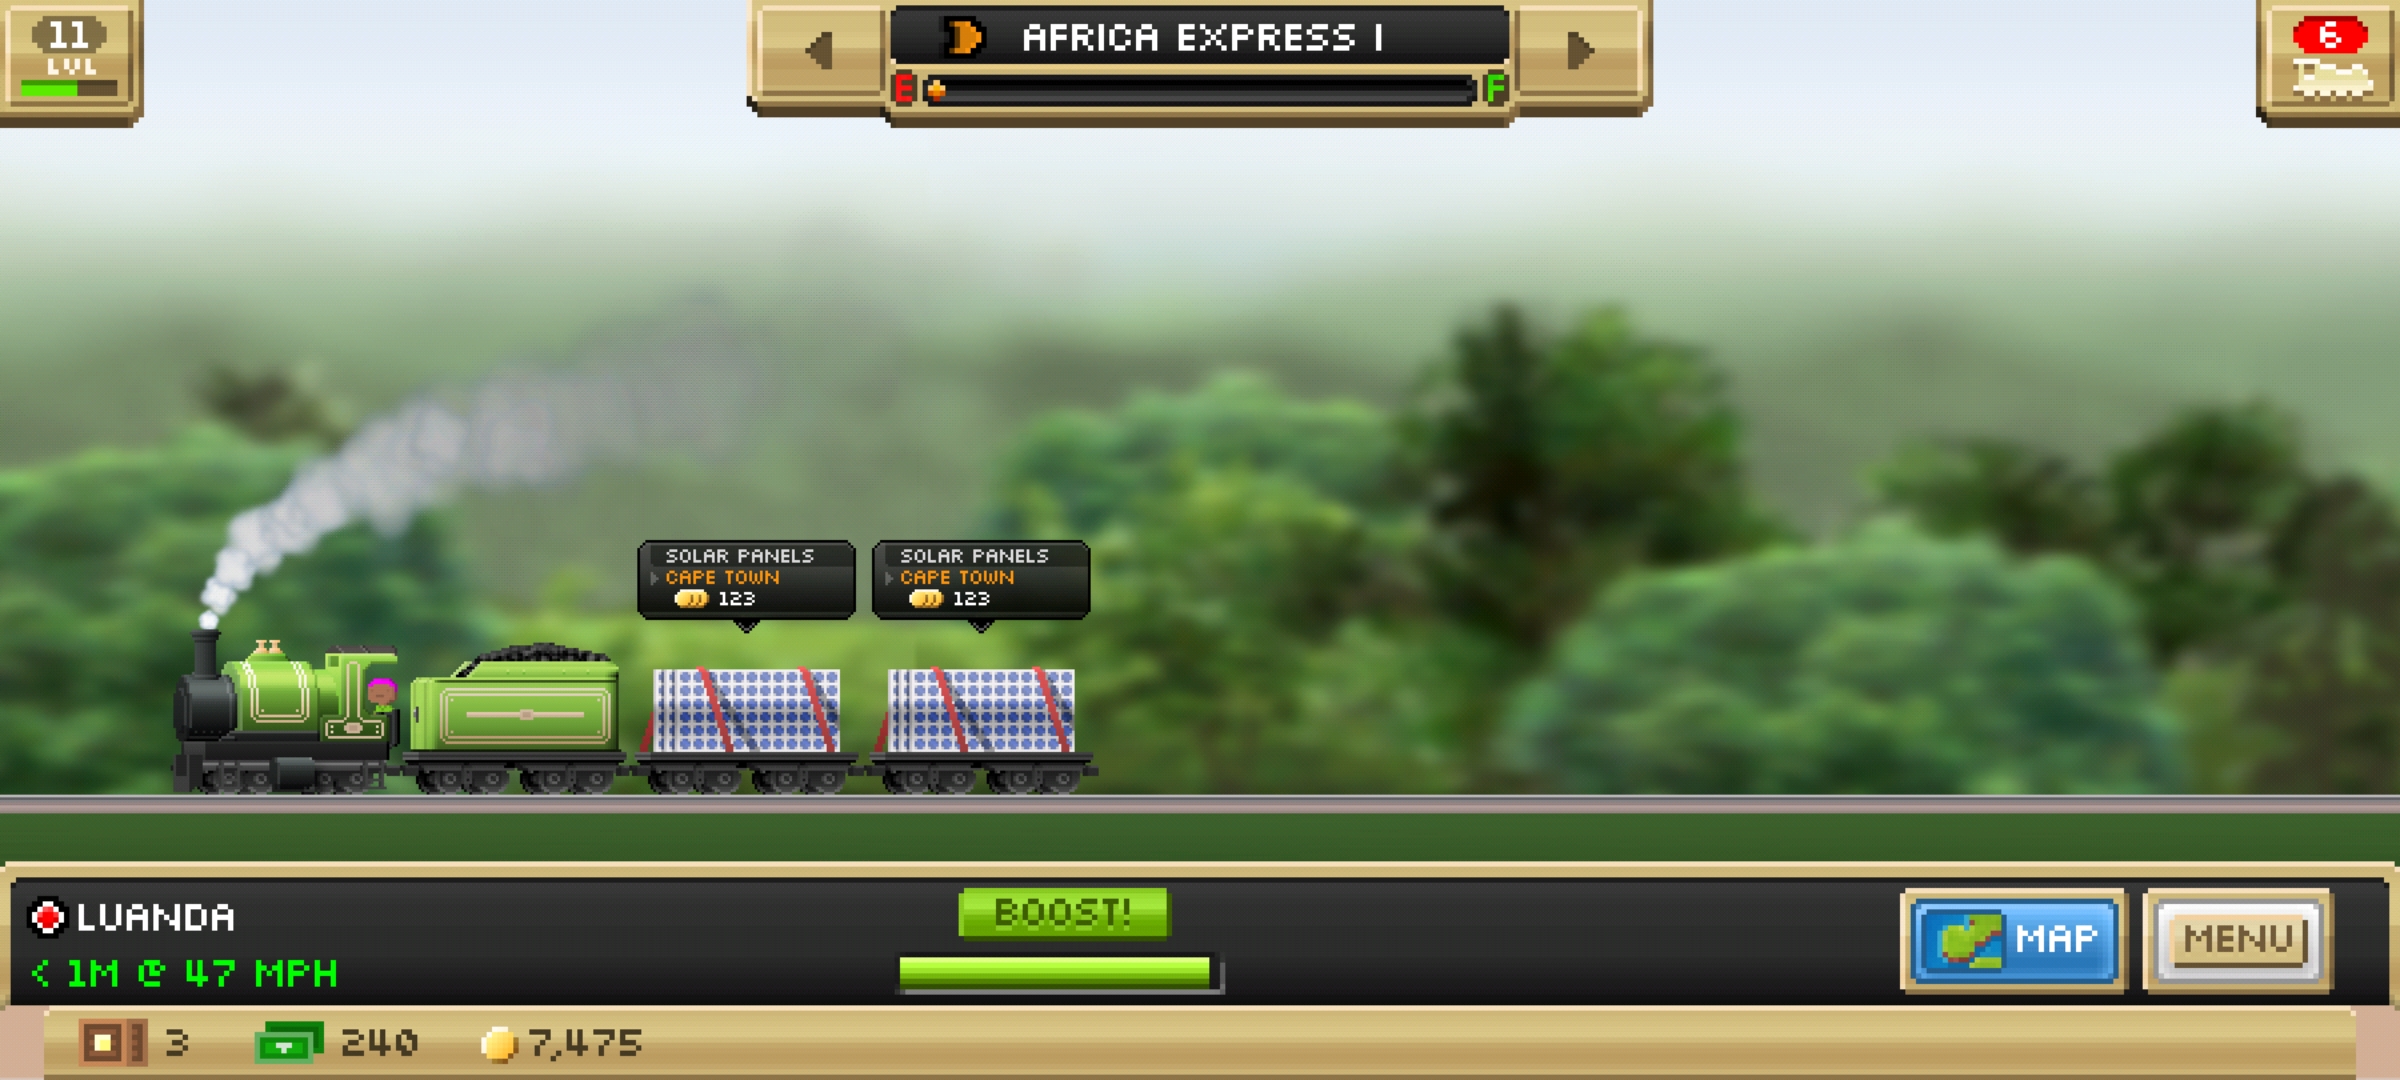 11
LVL
AFRICA EXPRESS I
E
F
6
SOLAR PANELS
CAPE TOWN
123
SOLAR PANELS
CAPE TOWN
123
LUANDA
< 1M @ 47 MPH
BOOST!
MAP
MENU
3
240
7,475